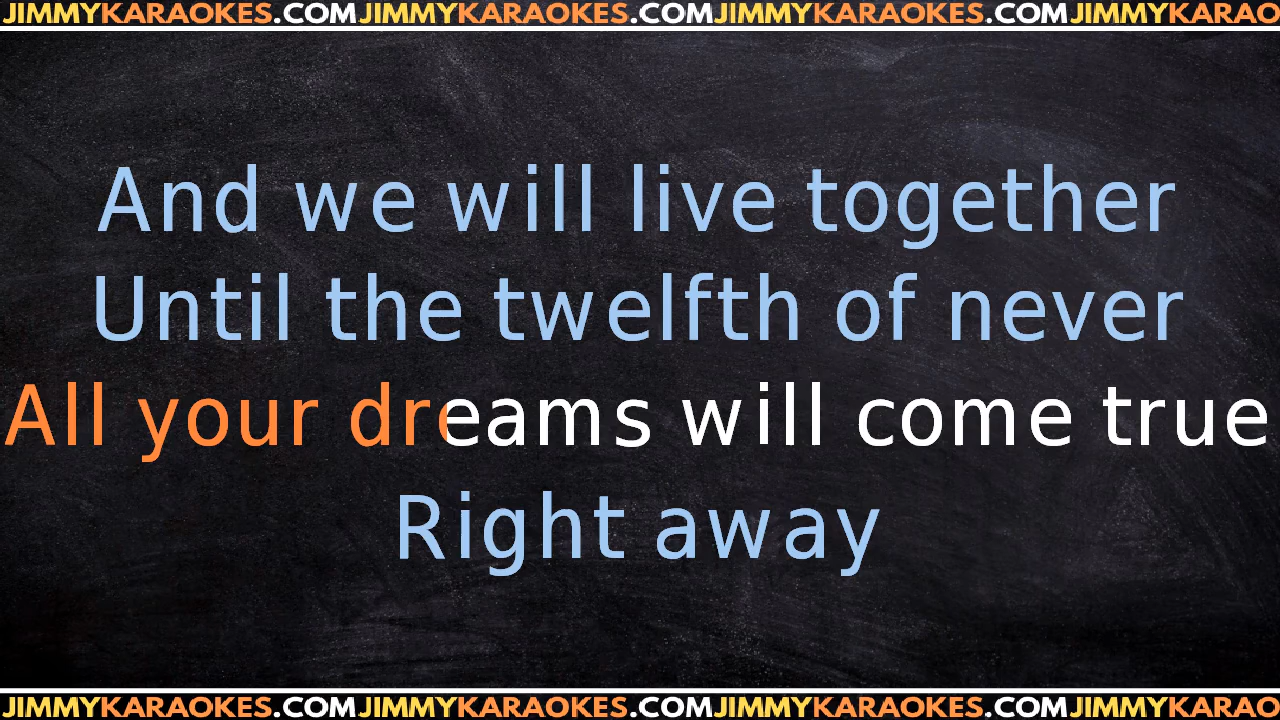 JIMMYKARAOKES.COMJIMMYKARAOKES.COMJIMMYKARAOKES.COMJIMMYKARAO
And we will live together
Until the twelfth of never
All your dreams will come true
Right away
JIMMYKARAOKES.COMJIMMYKARAOKES.COMJIMMYKARAOKES.COMJIMMYKARAO